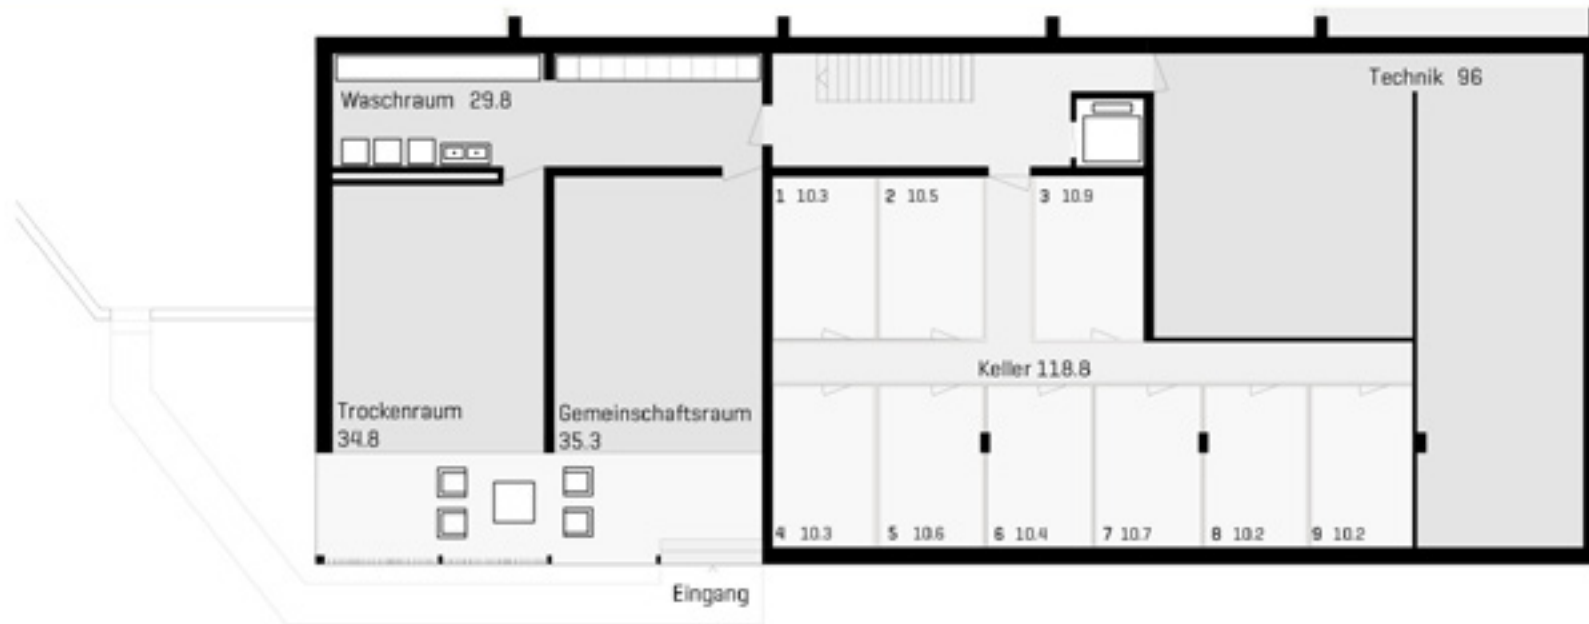 Technik 96
Waschraum 29.8
1 10.3
2 10.5
3 10.9
Keller 118.8
Trockenraum
34.8
Gemeinschaftsraum
35.3
4 10.3
5 10.6
6 10.4
7 10.7
8 10.2
9 10.2
Eingang